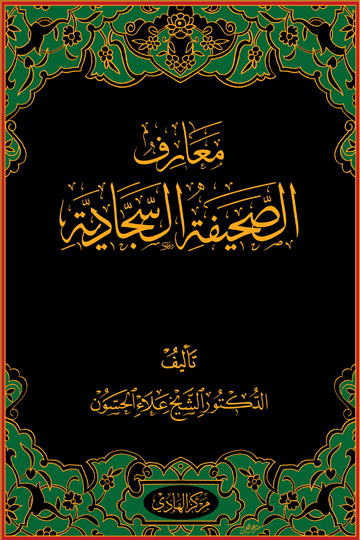 معارف
الصحيفة السجادية
تأليف
الدكتور الشيخ علاء الحسون
مركز الهادي